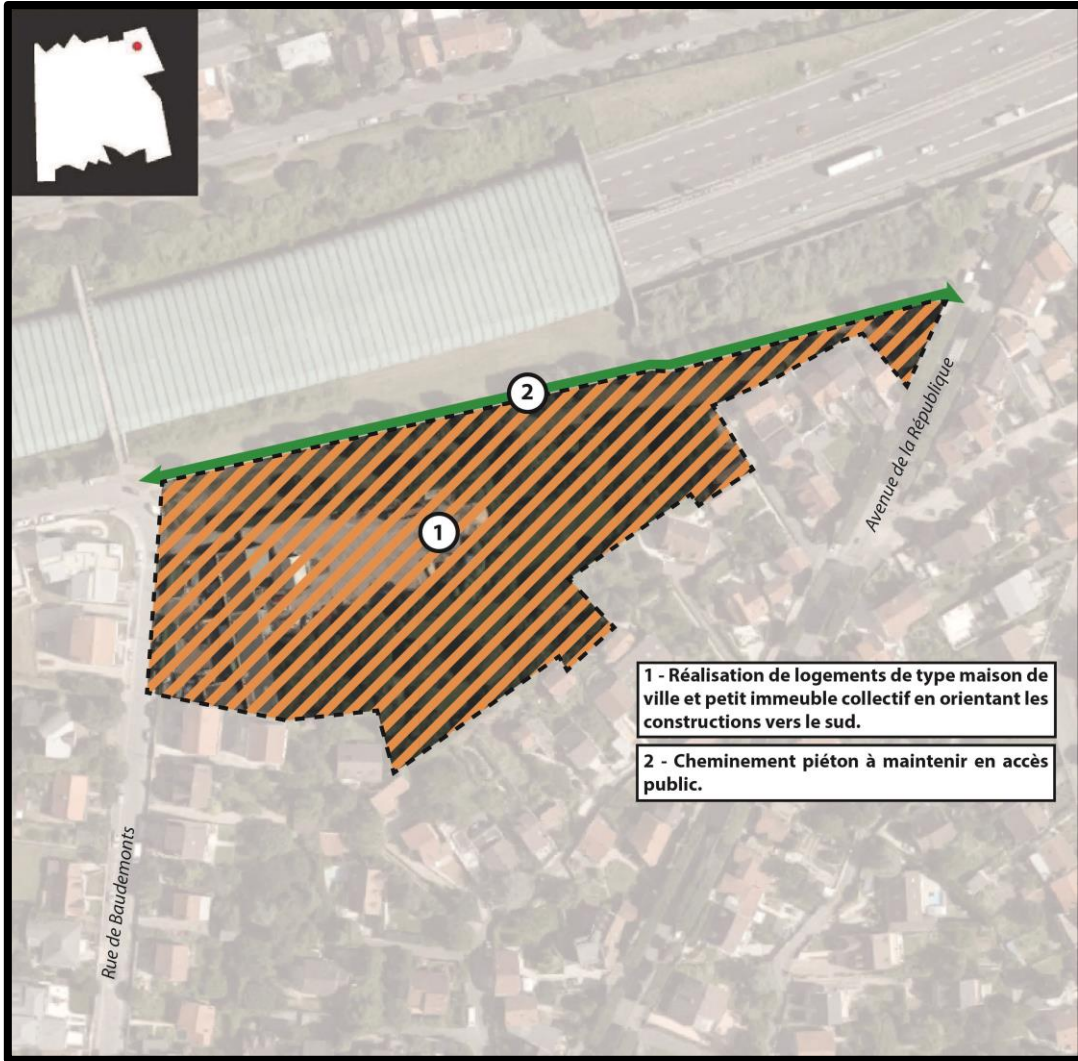 2
1
Avenue de la République
1 - Réalisation de logements de type maison de
ville et petit immeuble collectif en orientant les
constructions vers le sud.
2 - Cheminement piéton à maintenir en accès
public.
Rue de Baudemonts